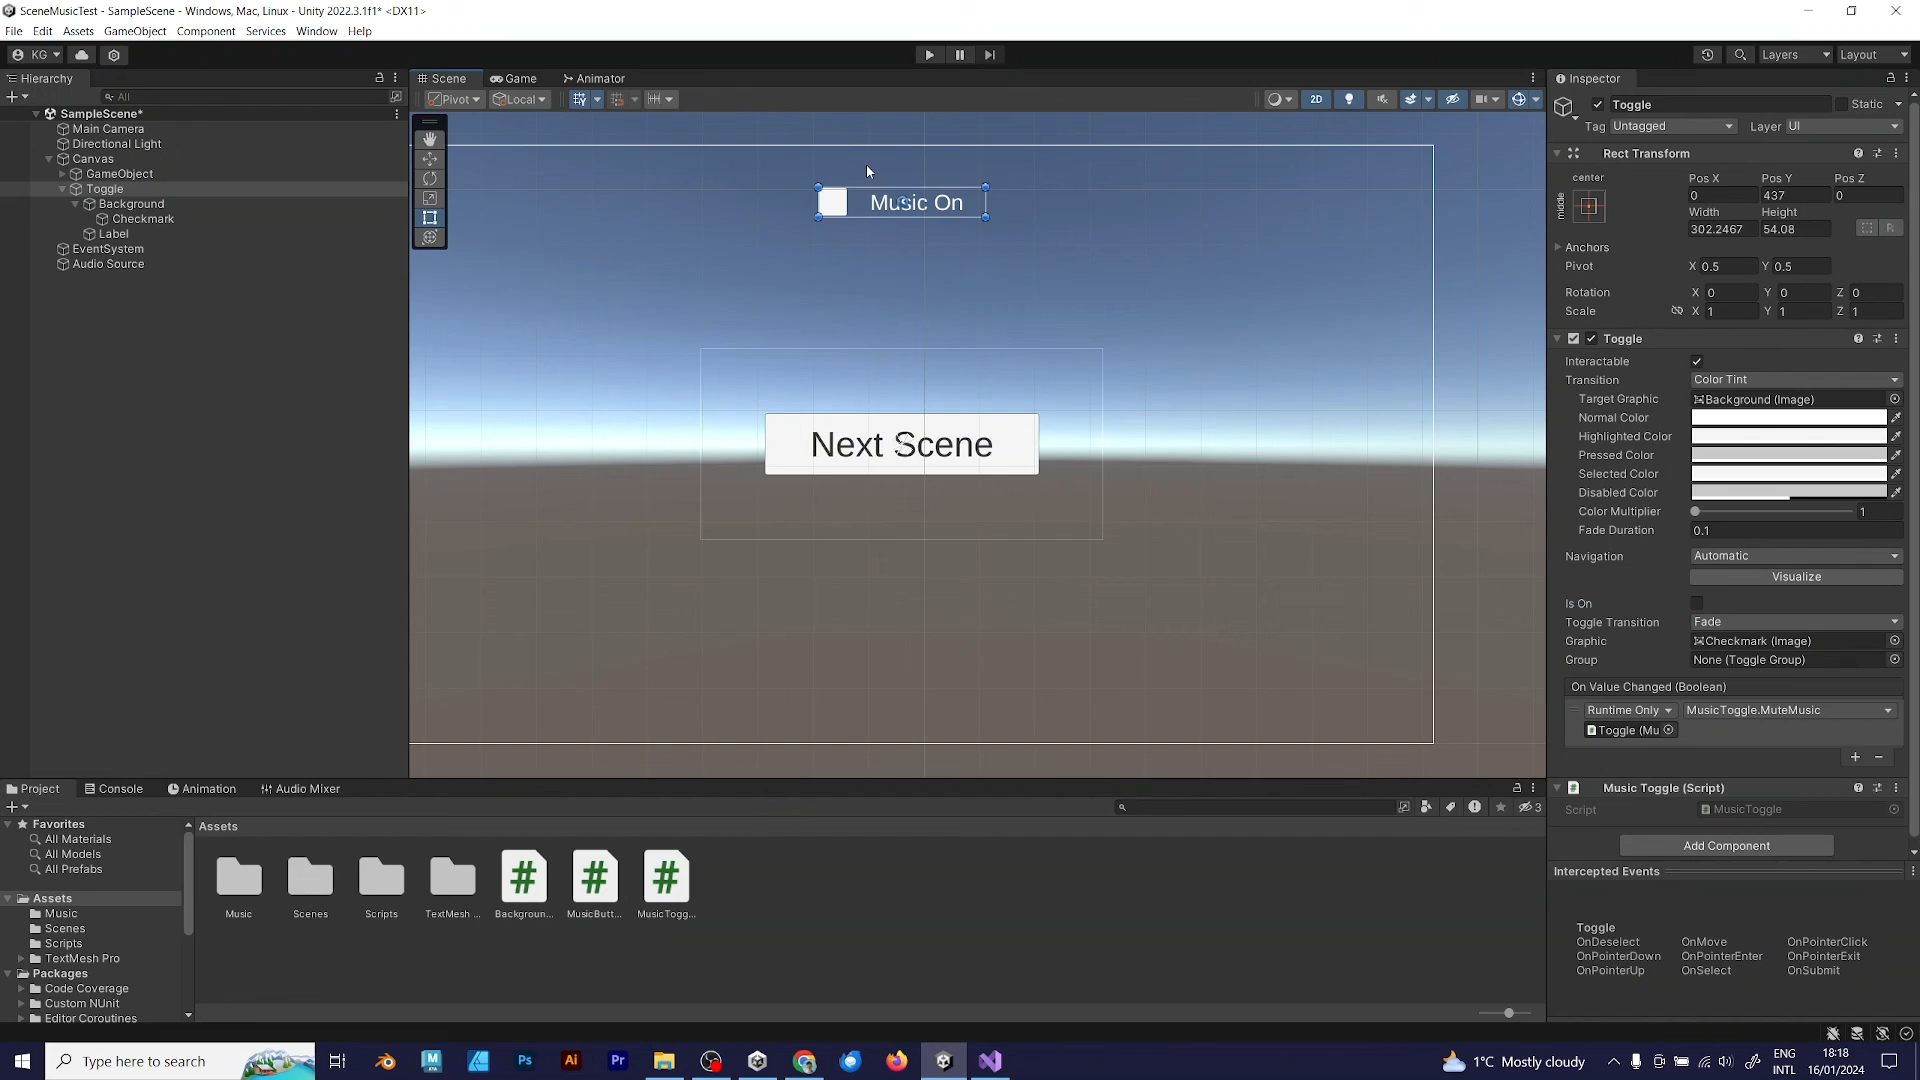 SceneMusicTest - SampleScene - Windows, Mac, Linux - Unity 2022.3.1f1* <DX11>
File Edit Assets GameObject Component Services Window Help
KG
Layers
Layout
Hierarchy
All
SampleScene*
Main Camera
Directional Light
Canvas
GameObject
Toggle
Background
Checkmark
Label
EventSystem
Audio Source
Scene Game Animator
Pivot Local 2D
Music On
Next Scene
Inspector
Toggle Static
Tag Untagged Layer UI
Rect Transform
center
middle
Pos X Pos Y Pos Z
0 437 0
Width Height
302.2467 54.08
R
Anchors
Pivot X 0.5 Y 0.5
Rotation X 0 Y 0 Z 0
Scale X 1 Y 1 Z 1
Toggle
Interactable
Transition Color Tint
Target Graphic Background (Image)
Normal Color
Highlighted Color
Pressed Color
Selected Color
Disabled Color
Color Multiplier 1
Fade Duration 0.1
Navigation Automatic
Visualize
Is On
Toggle Transition Fade
Graphic Checkmark (Image)
Group None (Toggle Group)
On Value Changed (Boolean)
Runtime Only MusicToggle.MuteMusic
Toggle (Mu
Music Toggle (Script)
Script MusicToggle
Add Component
Intercepted Events
Toggle
OnDeselect OnMove OnPointerClick
OnPointerDown OnPointerEnter OnPointerExit
OnPointerUp OnSelect OnSubmit
Project Console Animation Audio Mixer
3
Favorites
All Materials
All Models
All Prefabs
Assets
Music
Scenes
Scripts
TextMesh Pro
Packages
Code Coverage
Custom NUnit
Editor Coroutines
Assets
Music Scenes Scripts TextMesh ... Backgroun... MusicButt... MusicTogg...
Type here to search
Ps Ai Pr
1°C Mostly cloudy
ENG
INTL
18:18
16/01/2024